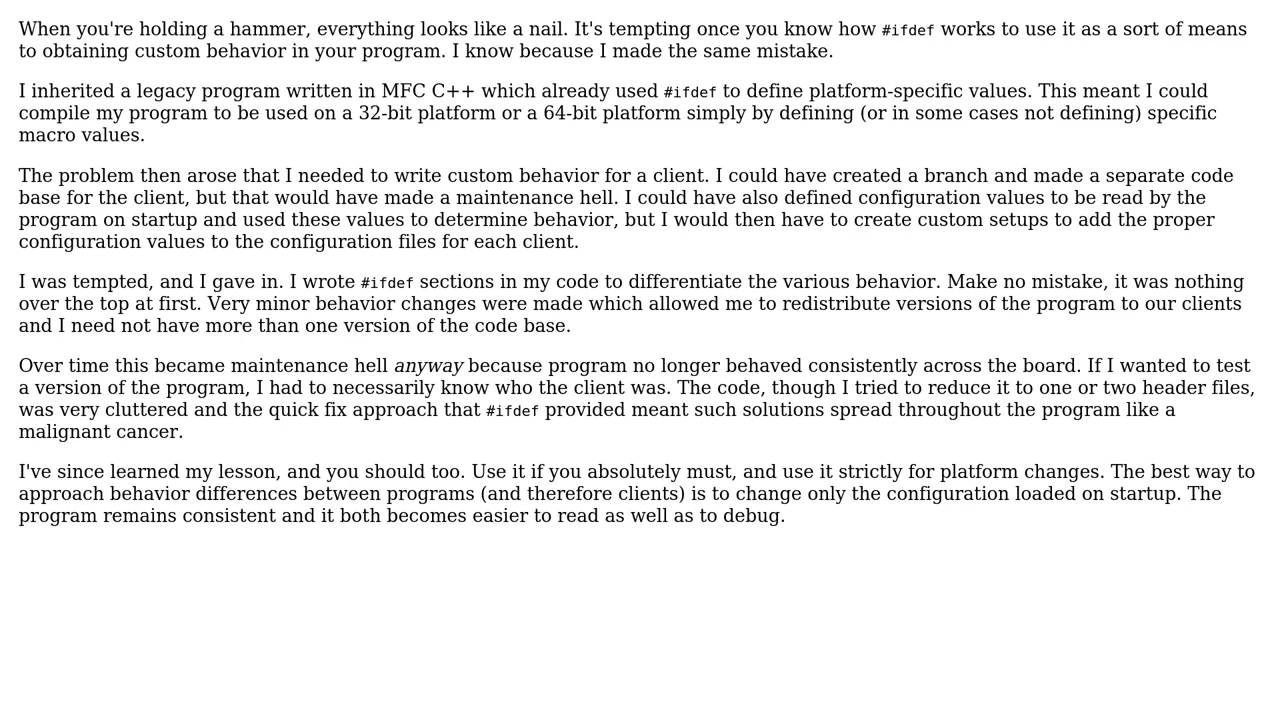 When you're holding a hammer, everything looks like a nail. It's tempting once you know how #ifdef works to use it as a sort of means
to obtaining custom behavior in your program. I know because I made the same mistake.
I inherited a legacy program written in MFC C++ which already used #ifdef to define platform-specific values. This meant I could
compile my program to be used on a 32-bit platform or a 64-bit platform simply by defining (or in some cases not defining) specific
macro values.
The problem then arose that I needed to write custom behavior for a client. I could have created a branch and made a separate code
base for the client, but that would have made a maintenance hell. I could have also defined configuration values to be read by the
program on startup and used these values to determine behavior, but I would then have to create custom setups to add the proper
configuration values to the configuration files for each client.
I was tempted, and I gave in. I wrote #ifdef sections in my code to differentiate the various behavior. Make no mistake, it was nothing
over the top at first. Very minor behavior changes were made which allowed me to redistribute versions of the program to our clients
and I need not have more than one version of the code base.
Over time this became maintenance hell anyway because program no longer behaved consistently across the board. If I wanted to test
a version of the program, I had to necessarily know who the client was. The code, though I tried to reduce it to one or two header files,
was very cluttered and the quick fix approach that #ifdef provided meant such solutions spread throughout the program like a
malignant cancer.
I've since learned my lesson, and you should too. Use it if you absolutely must, and use it strictly for platform changes. The best way to
approach behavior differences between programs (and therefore clients) is to change only the configuration loaded on startup. The
program remains consistent and it both becomes easier to read as well as to debug.